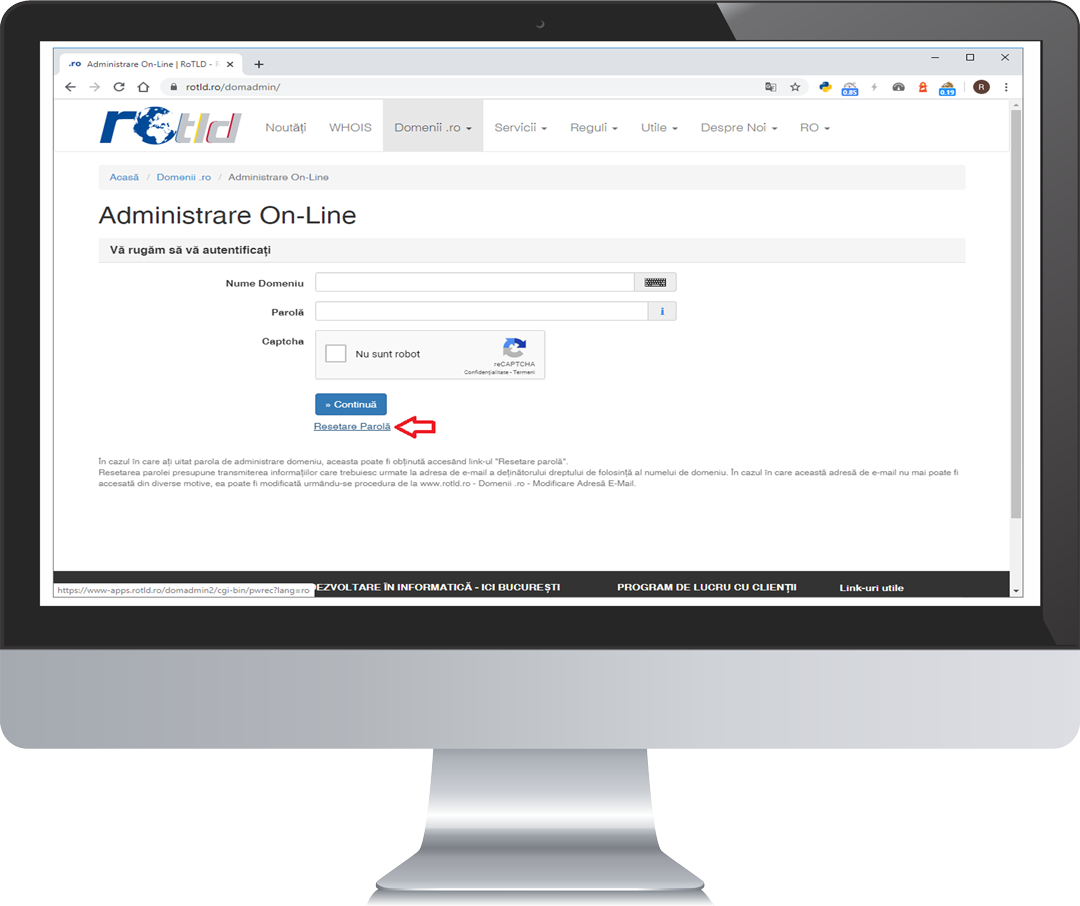 .ro Administrare On-Line | RoTLD -
rotld.ro/domadmin/
0.85
0.19
R
rotld
Noutăți WHOIS Domenii .ro Servicii Reguli Utile Despre Noi RO
Acasă / Domenii .ro / Administrare On-Line
Administrare On-Line
Vă rugăm să vă autentificați
Nume Domeniu
Parolă
i
Captcha
Nu sunt robot
reCAPTCHA
Confidențialitate - Termeni
» Continuă
Resetare Parolă
În cazul în care ați uitat parola de administrare domeniu, aceasta poate fi obținută accesând link-ul "Resetare parolă".
Resetarea parolei presupune transmiterea informațiilor care trebuiesc urmate la adresa de e-mail a deținătorului dreptului de folosință al numelui de domeniu. În cazul în care această adresă de e-mail nu mai poate fi
accesată din diverse motive, ea poate fi modificată urmându-se procedura de la www.rotld.ro - Domenii .ro - Modificare Adresă E-Mail.
EZVOLTARE ÎN INFORMATICĂ - ICI BUCUREȘTI PROGRAM DE LUCRU CU CLIENȚII Link-uri utile
https://www-apps.rotld.ro/domadmin2/cgi-bin/pwrec?lang=ro